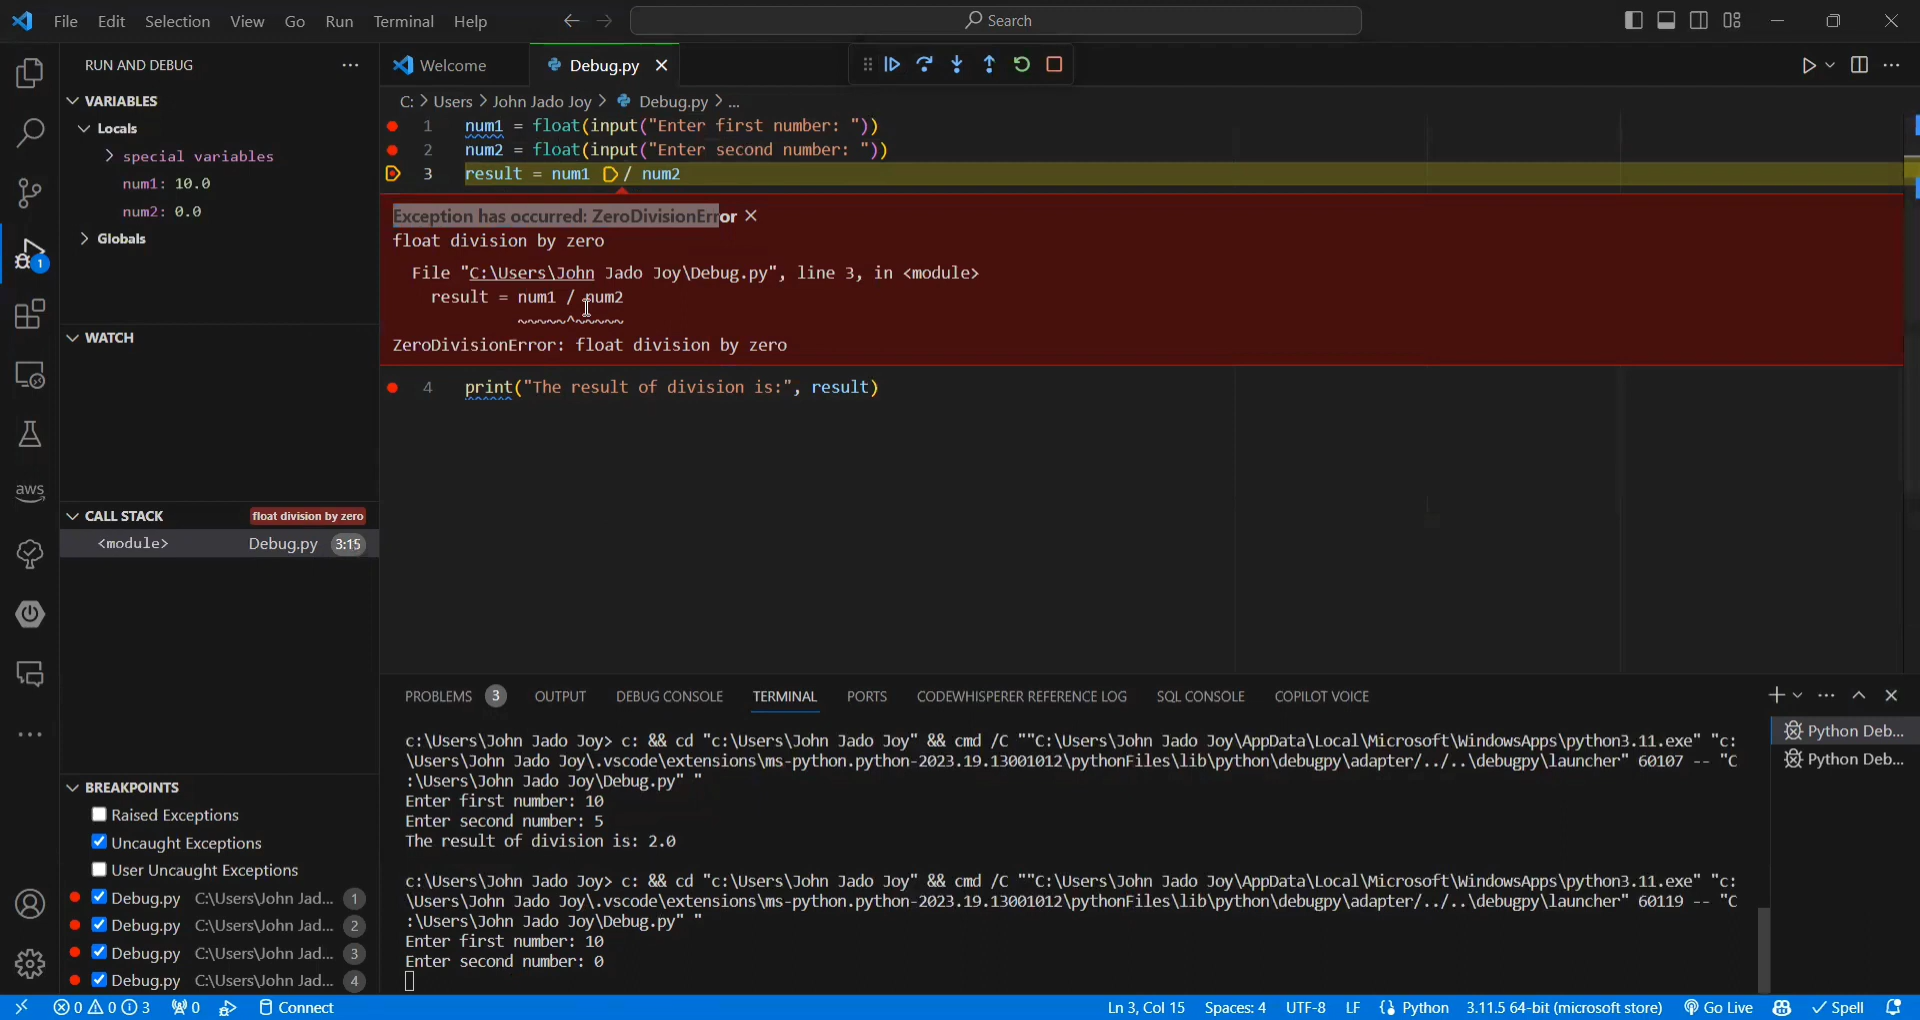 File Edit Selection View Go Run Terminal Help
Search
RUN AND DEBUG
Welcome
Debug.py
VARIABLES
Locals
special variables
num1: 10.0
num2: 0.0
Globals
WATCH
CALL STACK
float division by zero
<module>
Debug.py 3:15
BREAKPOINTS
Raised Exceptions
Uncaught Exceptions
User Uncaught Exceptions
Debug.py C:\Users\John Jad... 1
Debug.py C:\Users\John Jad... 2
Debug.py C:\Users\John Jad... 3
Debug.py C:\Users\John Jad... 4
aws
1
C: > Users > John Jado Joy > Debug.py > ...
1 num1 = float(input("Enter first number: "))
2 num2 = float(input("Enter second number: "))
3 result = num1 / num2
Exception has occurred: ZeroDivisionError
float division by zero
File "C:\Users\John Jado Joy\Debug.py", line 3, in <module>
result = num1 / num2
~~~~~^~~~~~
ZeroDivisionError: float division by zero
4 print("The result of division is:", result)
PROBLEMS 3 OUTPUT DEBUG CONSOLE TERMINAL PORTS CODEWHISPERER REFERENCE LOG SQL CONSOLE COPILOT VOICE
c:\Users\John Jado Joy> c: && cd "c:\Users\John Jado Joy" && cmd /C ""C:\Users\John Jado Joy\AppData\Local\Microsoft\WindowsApps\python3.11.exe" "c:
\Users\John Jado Joy\.vscode\extensions\ms-python.python-2023.19.13001012\pythonFiles\lib\python\debugpy\adapter/../..\debugpy\launcher" 60107 -- "C
:\Users\John Jado Joy\Debug.py" "
Enter first number: 10
Enter second number: 5
The result of division is: 2.0
c:\Users\John Jado Joy> c: && cd "c:\Users\John Jado Joy" && cmd /C ""C:\Users\John Jado Joy\AppData\Local\Microsoft\WindowsApps\python3.11.exe" "c:
\Users\John Jado Joy\.vscode\extensions\ms-python.python-2023.19.13001012\pythonFiles\lib\python\debugpy\adapter/../..\debugpy\launcher" 60119 -- "C
:\Users\John Jado Joy\Debug.py" "
Enter first number: 10
Enter second number: 0
Python Deb...
Python Deb...
0 0 3 0 Connect
Ln 3, Col 15 Spaces: 4 UTF-8 LF Python 3.11.5 64-bit (microsoft store) Go Live Spell